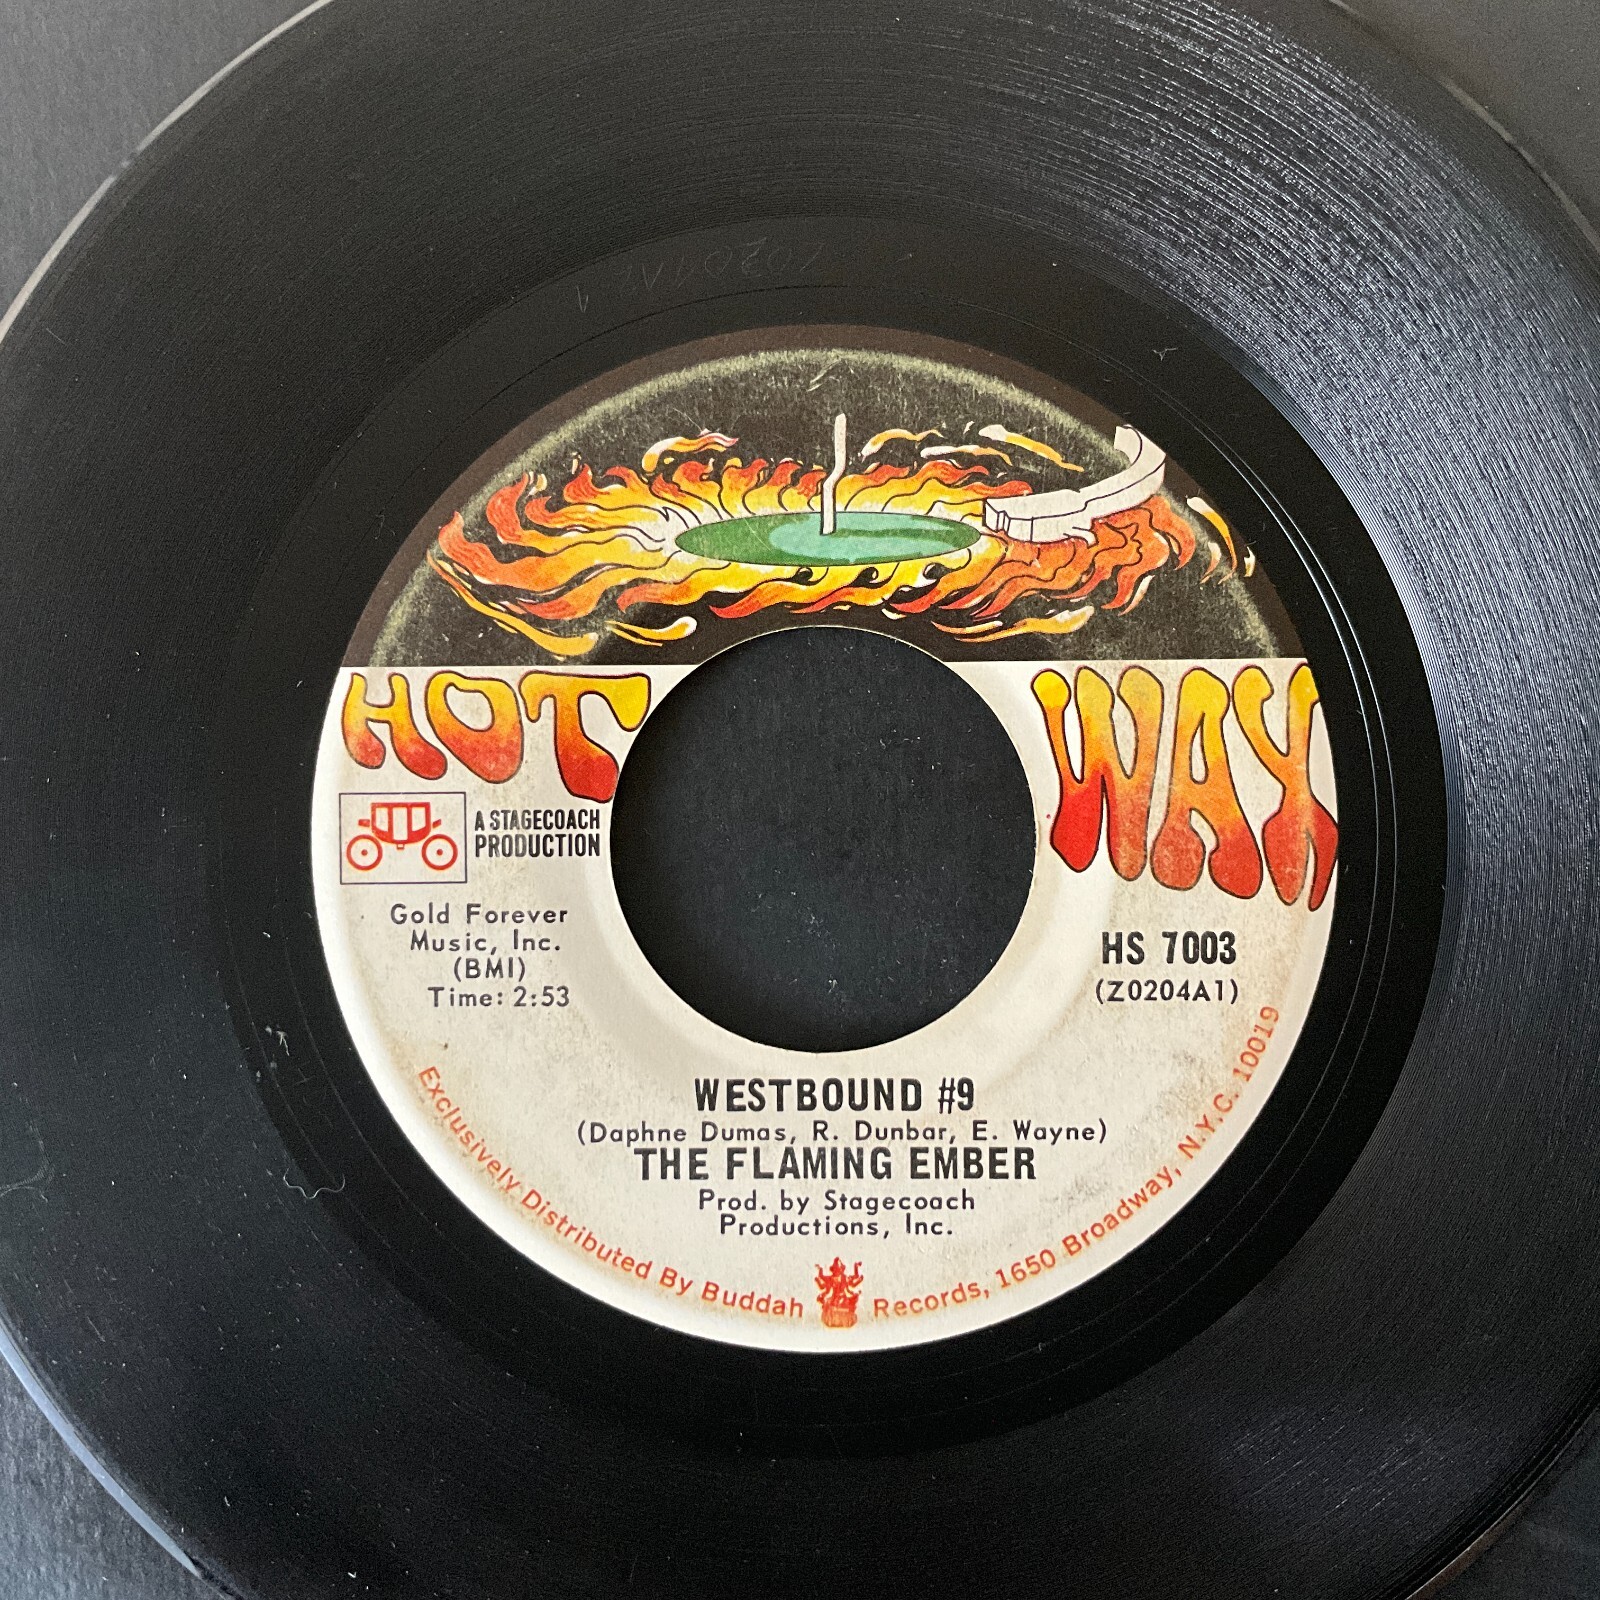 HOT WAX
A STAGECOACH
PRODUCTION
Gold Forever
Music, Inc.
(BMI)
Time: 2:53
HS 7003
(Z0204A1)
WESTBOUND #9
(Daphne Dumas, R. Dunbar, E. Wayne)
THE FLAMING EMBER
Prod. by Stagecoach
Productions, Inc.
Exclusively Distributed By Buddah Records, 1650 Broadway, N.Y.C. 10019